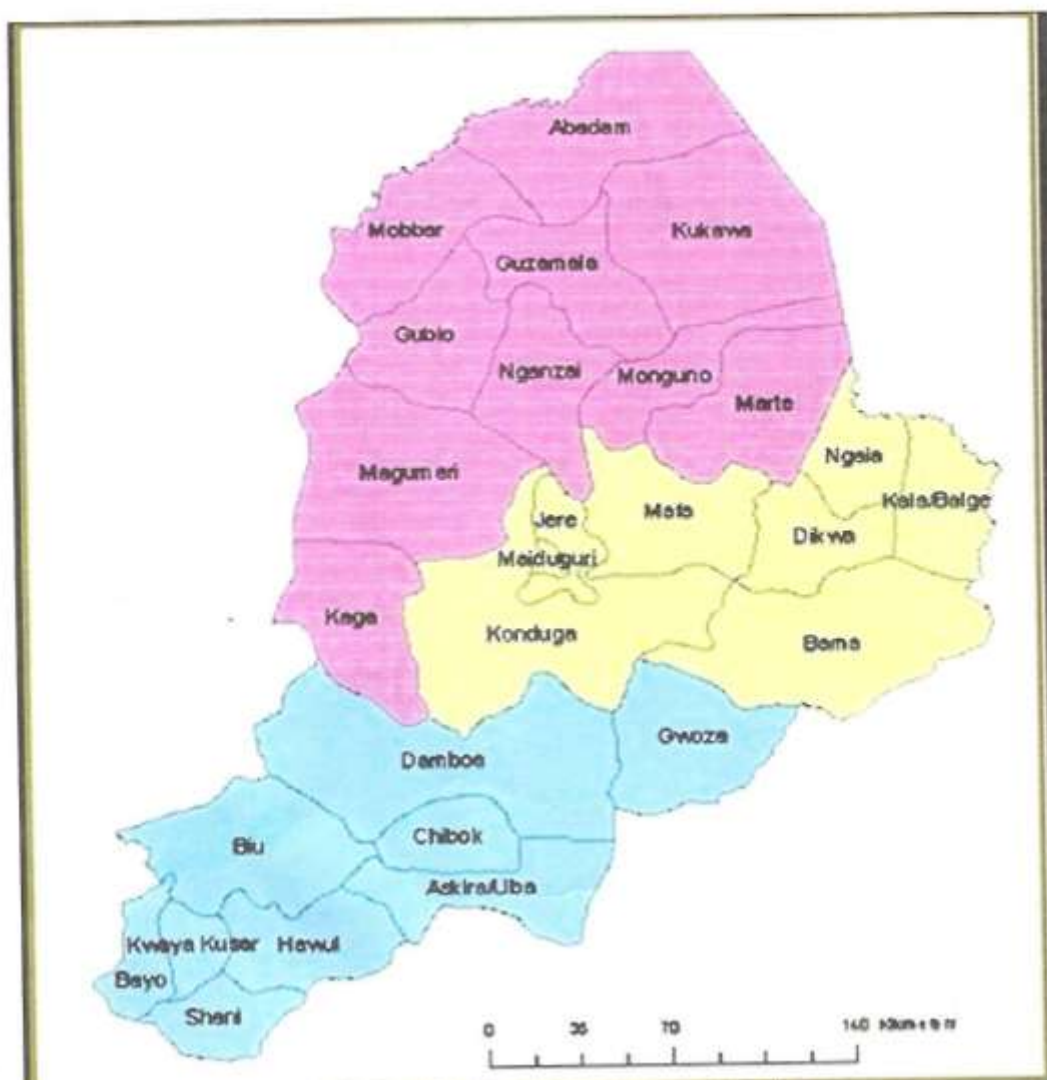 Abadam
Mobbar
Kukawa
Guzamala
Gubio
Nganzai
Monguno
Marte
Magumeri
Ngala
Kala/Balge
Jere
Mafa
Dikwa
Maiduguri
Kaga
Konduga
Bama
Gwoza
Damboa
Chibok
Biu
Askira/Uba
Kwaya Kusar
Hawul
Bayo
Shani
0 35 70 140